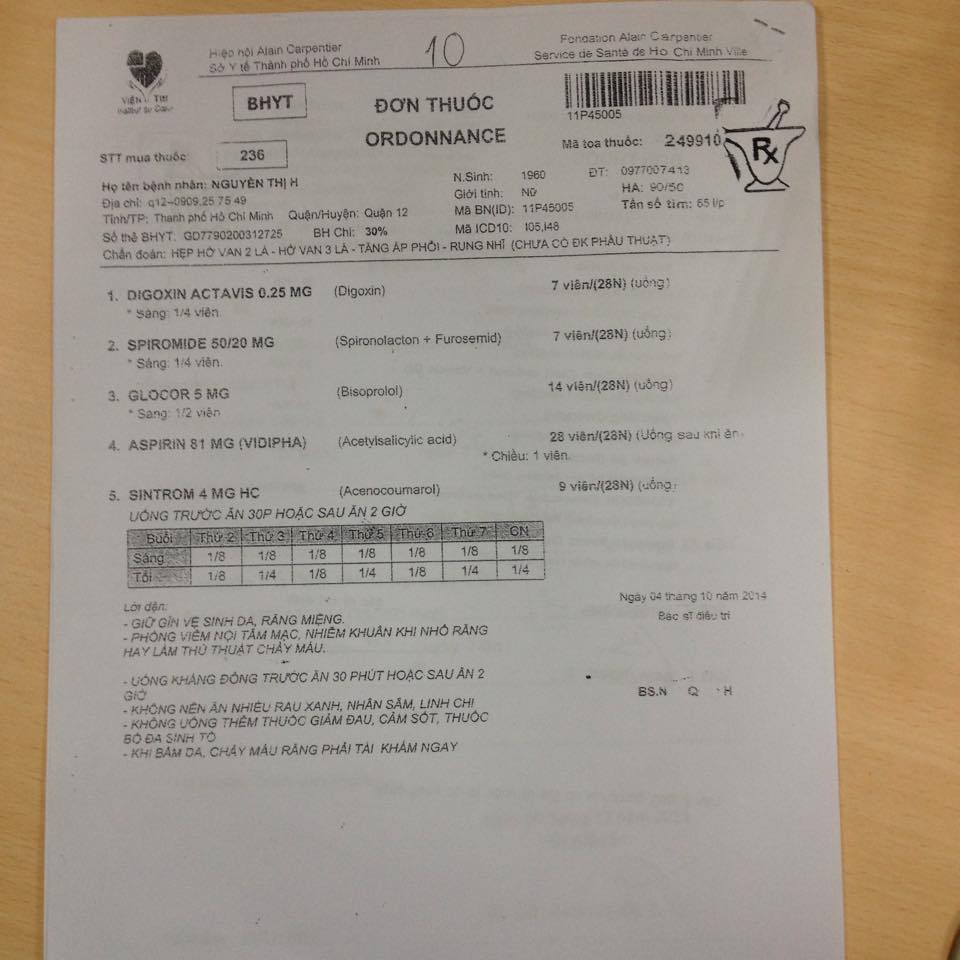 Hiệp hội Alain Carpentier
Sở Y tế Thành phố Hồ Chí Minh
10
Fondation Alain Carpentier
Service de Santé de Ho Chi Minh Ville
VIỆN TIM
Institut du Coeur
BHYT
ĐƠN THUỐC
ORDONNANCE
11P45005
Mã toa thuốc: 249910
Rx
STT mua thuốc: 236
Họ tên bệnh nhân: NGUYỄN THỊ H
N.Sinh: 1960
ĐT: 0977007413
Địa chỉ: q12--0909.25 75 49
Giới tính: Nữ
HA: 90/50
Tỉnh/TP: Thành phố Hồ Chí Minh Quận/Huyện: Quận 12
Mã BN(ID): 11P45005
Tần số tim: 65 l/p
Số thẻ BHYT: GD7790200312725 BH Chi: 30%
Mã ICD10: I05,I48
Chẩn đoán: HẸP HỞ VAN 2 LÁ - HỞ VAN 3 LÁ - TĂNG ÁP PHỔI - RUNG NHĨ (CHƯA CÓ ĐK PHẪU THUẬT)
1. DIGOXIN ACTAVIS 0.25 MG (Digoxin) 7 viên/(28N) (uống)
* Sáng: 1/4 viên.
2. SPIROMIDE 50/20 MG (Spironolacton + Furosemid) 7 viên/(28N) (uống)
* Sáng: 1/4 viên.
3. GLOCOR 5 MG (Bisoprolol) 14 viên/(28N) (uống)
* Sáng: 1/2 viên
4. ASPIRIN 81 MG (VIDIPHA) (Acetylsalicylic acid) 28 viên/(28N) (Uống sau khi ăn)
* Chiều: 1 viên.
5. SINTROM 4 MG HC (Acenocoumarol) 9 viên/(28N) (uống)
UỐNG TRƯỚC ĂN 30P HOẶC SAU ĂN 2 GIỜ
Buổi Thứ 2 Thứ 3 Thứ 4 Thứ 5 Thứ 6 Thứ 7 CN
Sáng 1/8 1/8 1/8 1/8 1/8 1/8 1/8
Tối 1/8 1/4 1/8 1/4 1/8 1/4 1/4
Ngày 04 tháng 10 năm 2014
Bác sĩ điều trị
Lời dặn:
- GIỮ GÌN VỆ SINH DA, RĂNG MIỆNG.
- PHÒNG VIÊM NỘI TÂM MẠC, NHIỄM KHUẨN KHI NHỔ RĂNG
HAY LÀM THỦ THUẬT CHẢY MÁU.
- UỐNG KHÁNG ĐÔNG TRƯỚC ĂN 30 PHÚT HOẶC SAU ĂN 2
GIỜ
- KHÔNG NÊN ĂN NHIỀU RAU XANH, NHÂN SÂM, LINH CHI
- KHÔNG UỐNG THÊM THUỐC GIẢM ĐAU, CẢM SỐT, THUỐC
BỔ ĐA SINH TỐ
- KHI BẦM DA, CHẢY MÁU RĂNG PHẢI TÁI KHÁM NGAY
BS.N Q H